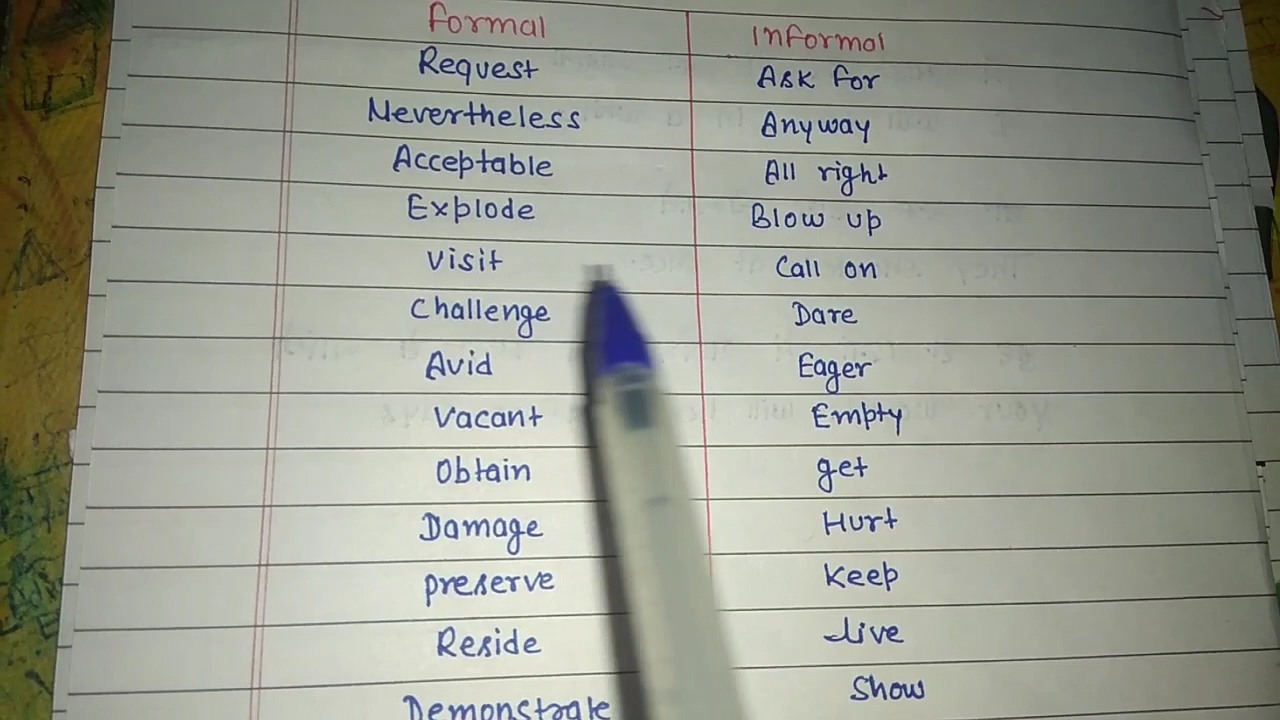 Formal Informal
Request Ask for
Nevertheless Anyway
Acceptable All right
Explode Blow up
Visit Call on
Challenge Dare
Avid Eager
Vacant Empty
Obtain get
Damage Hurt
preserve Keep
Reside live
Demonstrate Show